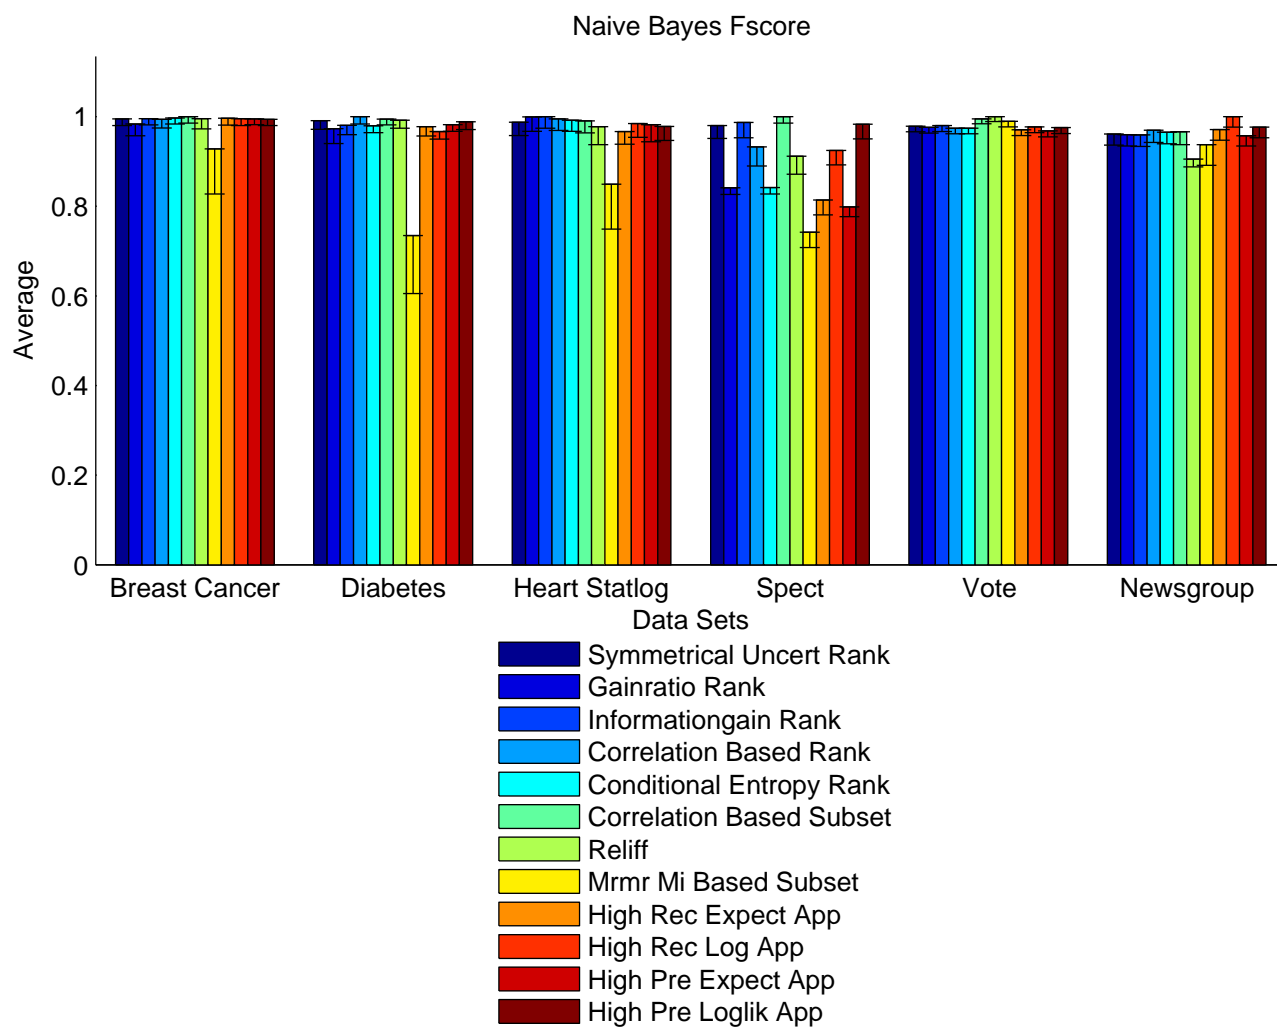 Naive Bayes Fscore
Average
1
0.8
0.6
0.4
0.2
0
Breast Cancer Diabetes Heart Statlog Spect Vote Newsgroup
Data Sets
Symmetrical Uncert Rank
Gainratio Rank
Informationgain Rank
Correlation Based Rank
Conditional Entropy Rank
Correlation Based Subset
Reliff
Mrmr Mi Based Subset
High Rec Expect App
High Rec Log App
High Pre Expect App
High Pre Loglik App